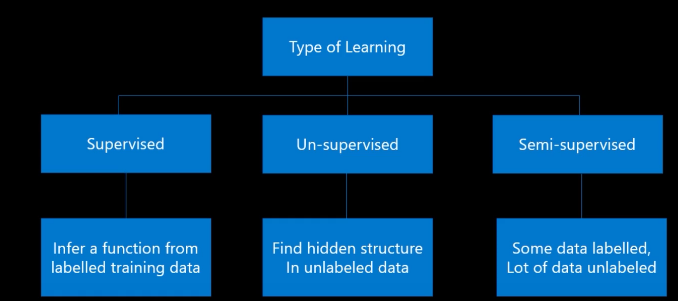 Type of Learning
Supervised
Un-supervised
Semi-supervised
Infer a function from
labelled training data
Find hidden structure
In unlabeled data
Some data labelled,
Lot of data unlabeled